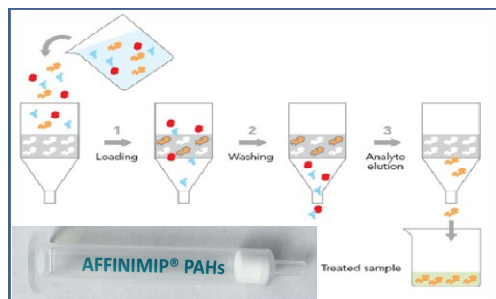 1
Loading
2
Washing
3
Analyte
elution
AFFINIMIP® PAHs
Treated sample